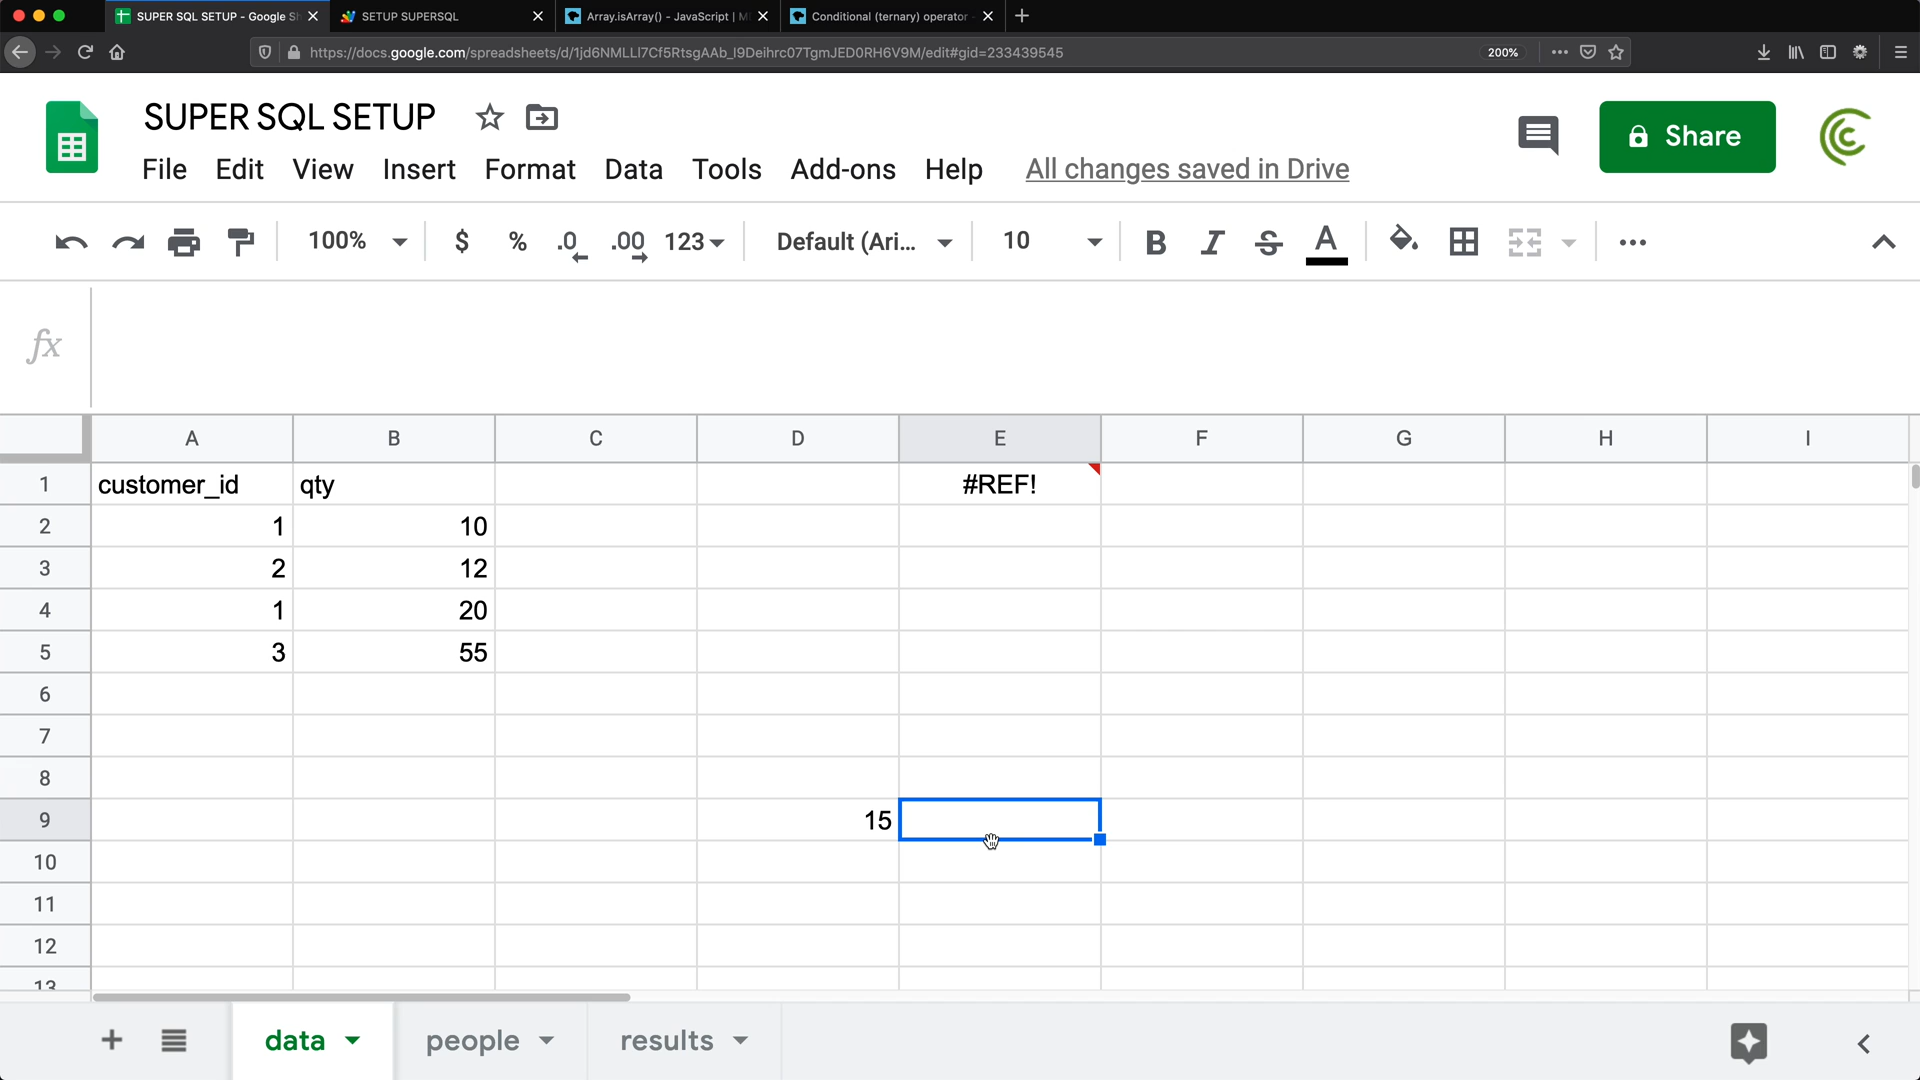 SUPER SQL SETUP - Google Sh
SETUP SUPERSQL
Array.isArray() - JavaScript | M
Conditional (ternary) operator -
https://docs.google.com/spreadsheets/d/1jd6NMLLl7Cf5RtsgAAb_I9Deihrc07TgmJED0RH6V9M/edit#gid=233439545
200%
SUPER SQL SETUP
Share
File Edit View Insert Format Data Tools Add-ons Help All changes saved in Drive
100% $ % .0 .00 123 Default (Ari... 10 B I S A
fx
A B C D E F G H I
1 customer_id qty #REF!
2 1 10
3 2 12
4 1 20
5 3 55
6
7
8
9 15
10
11
12
13
data people results